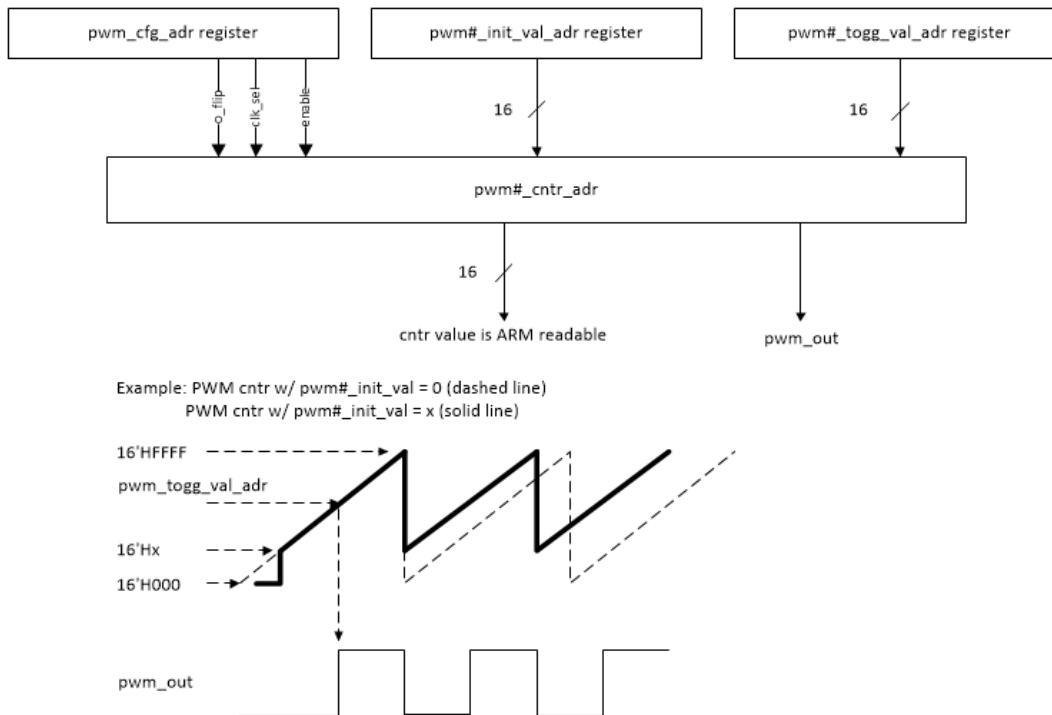 pwm_cfg_adr register
pwm#_init_val_adr register
pwm#_togg_val_adr register
o_flip
clk_sel
enable
16
16
pwm#_cntr_adr
16
cntr value is ARM readable
pwm_out
Example: PWM cntr w/ pwm#_init_val = 0 (dashed line)
PWM cntr w/ pwm#_init_val = x (solid line)
16'HFFFF
pwm_togg_val_adr
16'Hx
16'H000
pwm_out